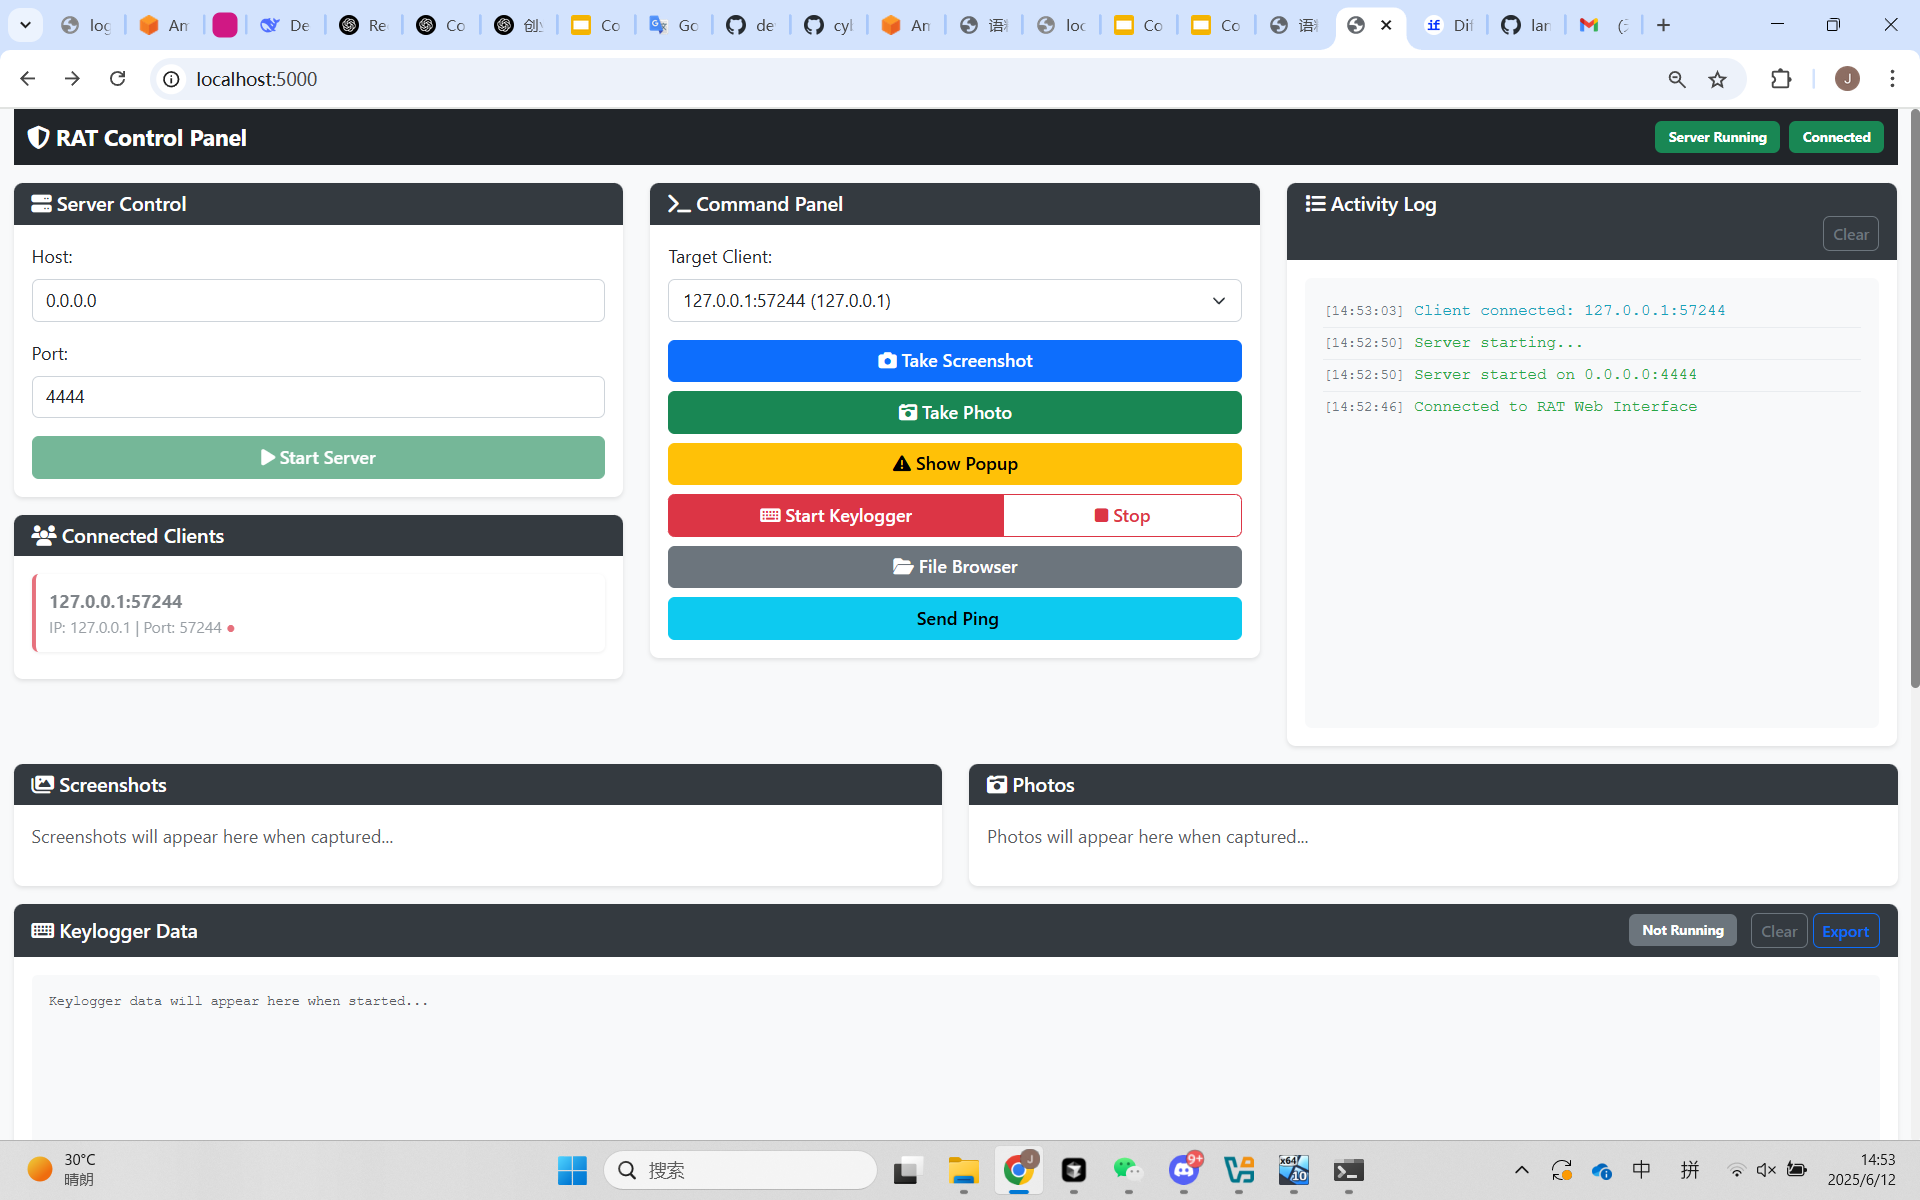 log
Am
De
Re
Co
创
Co
Go
de
cyl
Am
语
loc
Co
Co
语
Dif
lan
localhost:5000
J
RAT Control Panel
Server Running
Connected
Server Control
Host:
0.0.0.0
Port:
4444
Start Server
Connected Clients
127.0.0.1:57244
IP: 127.0.0.1 | Port: 57244
Command Panel
Target Client:
127.0.0.1:57244 (127.0.0.1)
Take Screenshot
Take Photo
Show Popup
Start Keylogger
Stop
File Browser
Send Ping
Activity Log
Clear
[14:53:03] Client connected: 127.0.0.1:57244
[14:52:50] Server starting...
[14:52:50] Server started on 0.0.0.0:4444
[14:52:46] Connected to RAT Web Interface
Screenshots
Screenshots will appear here when captured...
Photos
Photos will appear here when captured...
Keylogger Data
Not Running
Clear
Export
Keylogger data will appear here when started...
30°C
晴朗
搜索
J
9+
x64
10
中
拼
14:53
2025/6/12